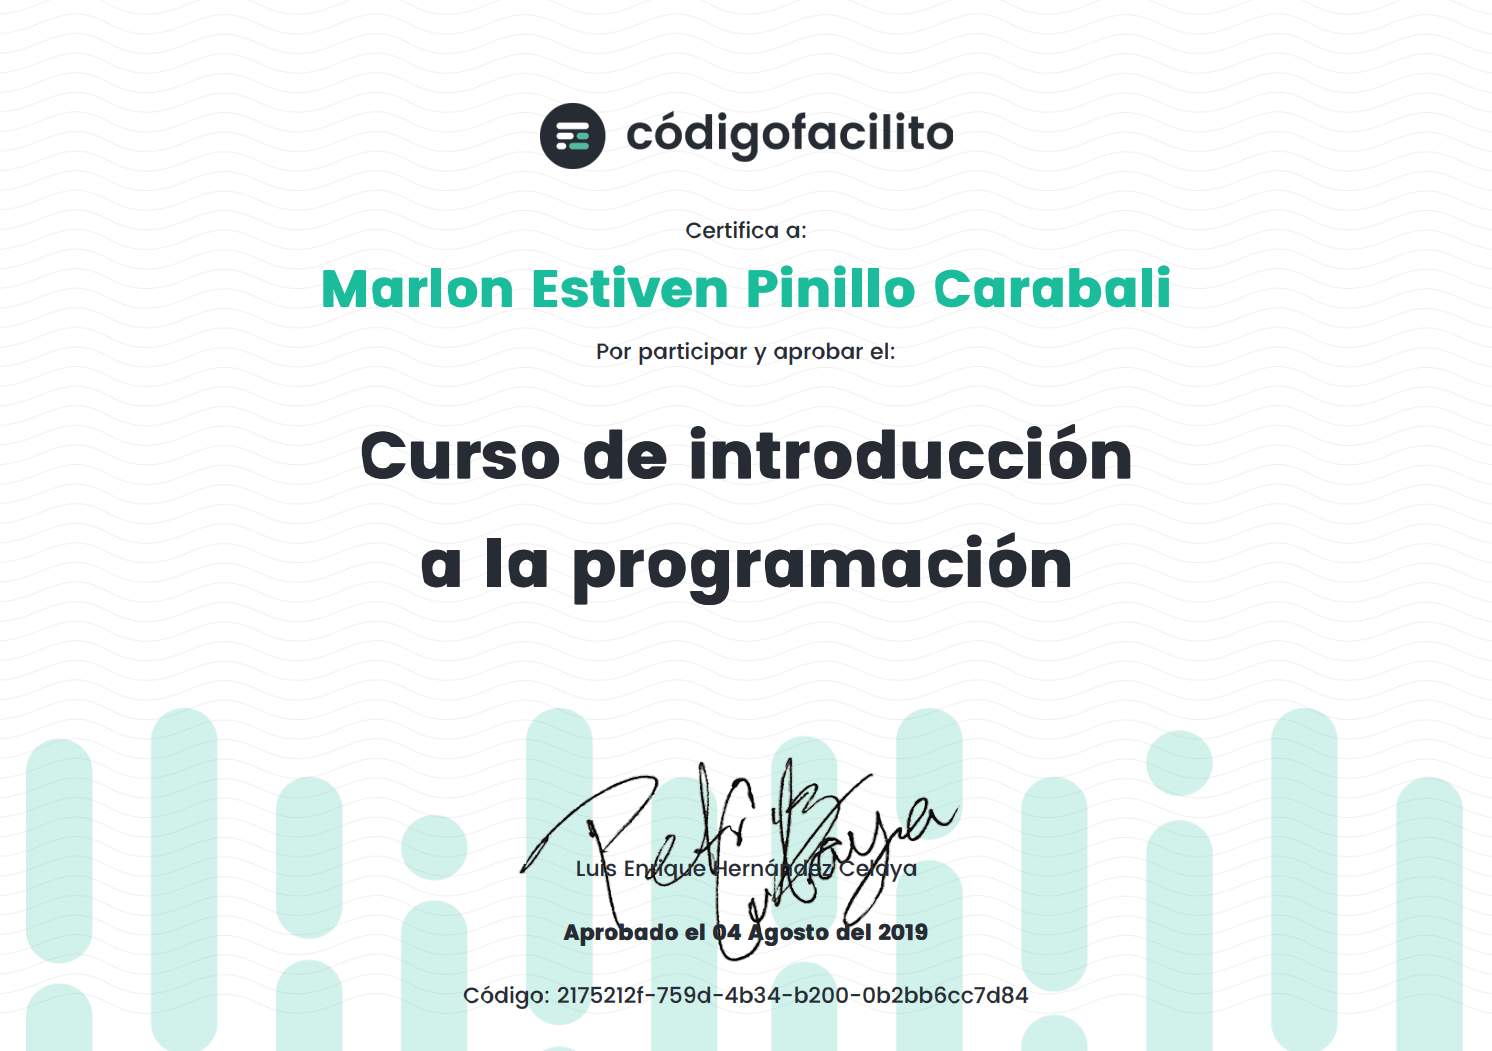 códigofacilito
Certifica a:
Marlon Estiven Pinillo Carabali
Por participar y aprobar el:
Curso de introducción
a la programación
Luis Enrique Hernández Celaya
Aprobado el 04 Agosto del 2019
Código: 2175212f-759d-4b34-b200-0b2bb6cc7d84